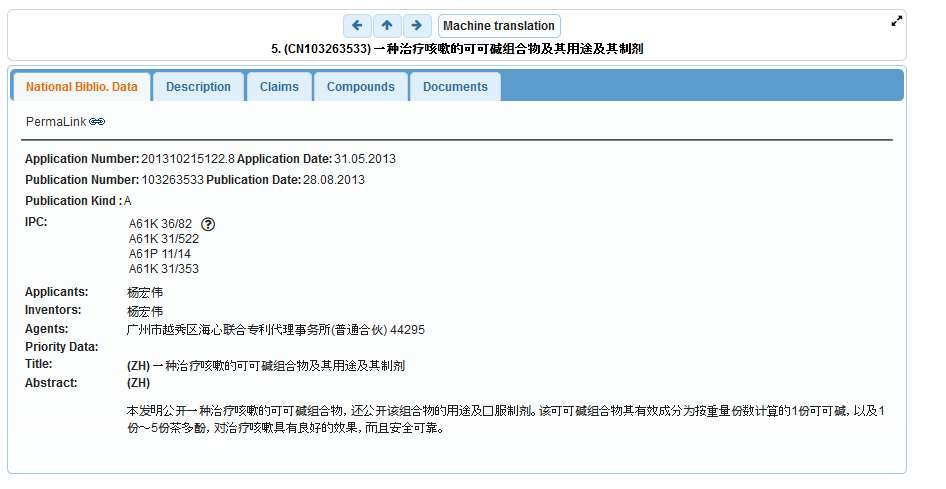 Machine translation
5. (CN103263533) 一种治疗咳嗽的可可碱组合物及其用途及其制剂
National Biblio. Data Description Claims Compounds Documents
PermaLink
Application Number: 201310215122.8 Application Date: 31.05.2013
Publication Number: 103263533 Publication Date: 28.08.2013
Publication Kind : A
IPC: A61K 36/82 ?
A61K 31/522
A61P 11/14
A61K 31/353
Applicants: 杨宏伟
Inventors: 杨宏伟
Agents: 广州市越秀区海心联合专利代理事务所(普通合伙) 44295
Priority Data:
Title: (ZH) 一种治疗咳嗽的可可碱组合物及其用途及其制剂
Abstract: (ZH)
本发明公开一种治疗咳嗽的可可碱组合物, 还公开该组合物的用途及口服制剂。该可可碱组合物其有效成分为按重量份数计算的1份可可碱, 以及1
份～5份茶多酚, 对治疗咳嗽具有良好的效果, 而且安全可靠。